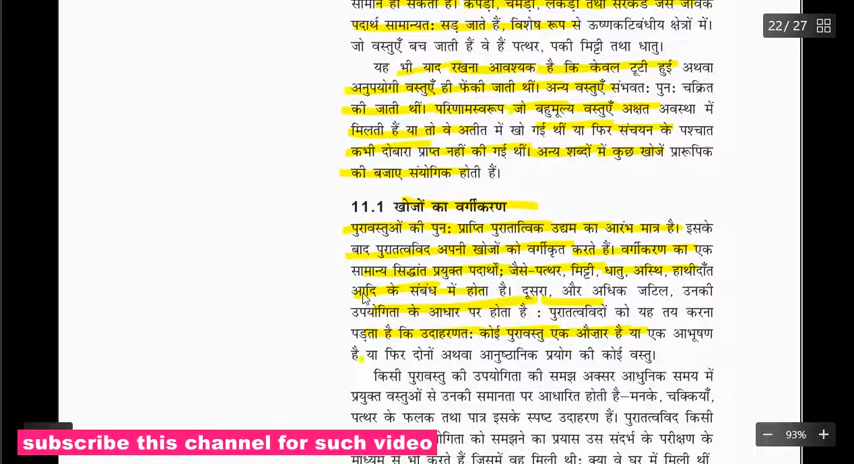 सामान हो सकता है। कपड़ा, चमड़ा, लकड़ी तथा सरकंडे जैसे जैविक
पदार्थ सामान्यत: सड़ जाते हैं, विशेष रूप से ऊष्णकटिबंधीय क्षेत्रों में।
जो वस्तुएँ बच जाती हैं वे हैं पत्थर, पकी मिट्टी तथा धातु।
22/27
यह भी याद रखना आवश्यक है कि केवल टूटी हुई अथवा
अनुपयोगी वस्तुएँ ही फेंकी जाती थीं। अन्य वस्तुएँ संभवत: पुन: चक्रित
की जाती थीं। परिणामस्वरूप जो बहुमूल्य वस्तुएँ अक्षत अवस्था में
मिलती हैं या तो वे अतीत में खो गई थीं या फिर संचयन के पश्चात
कभी दोबारा प्राप्त नहीं की गई थीं। अन्य शब्दों में कुछ खोजें प्रारूपिक
की बजाए संयोगिक होती हैं।
11.1 खोजों का वर्गीकरण
पुरावस्तुओं की पुन: प्राप्ति पुरातात्विक उद्यम का आरंभ मात्र है। इसके
बाद पुरातत्वविद अपनी खोजों को वर्गीकृत करते हैं। वर्गीकरण का एक
सामान्य सिद्धांत प्रयुक्त पदार्थों; जैसे-पत्थर, मिट्टी, धातु, अस्थि, हाथीदाँत
आदि के संबंध में होता है। दूसरा, और अधिक जटिल, उनकी
उपयोगिता के आधार पर होता है : पुरातत्वविदों को यह तय करना
पड़ता है कि उदाहरणत: कोई पुरावस्तु एक औज़ार है या एक आभूषण
है या फिर दोनों अथवा आनुष्ठानिक प्रयोग की कोई वस्तु।
किसी पुरावस्तु की उपयोगिता की समझ अक्सर आधुनिक समय में
प्रयुक्त वस्तुओं से उनकी समानता पर आधारित होती है–मनके, चक्कियाँ,
पत्थर के फलक तथा पात्र इसके स्पष्ट उदाहरण हैं। पुरातत्वविद किसी
योगिता को समझने का प्रयास उस संदर्भ के परीक्षण के
माध्यम से भी करते हैं जिसमें वह मिली थी: क्या वे घर में मिली थीं,
93%
subscribe this channel for such video